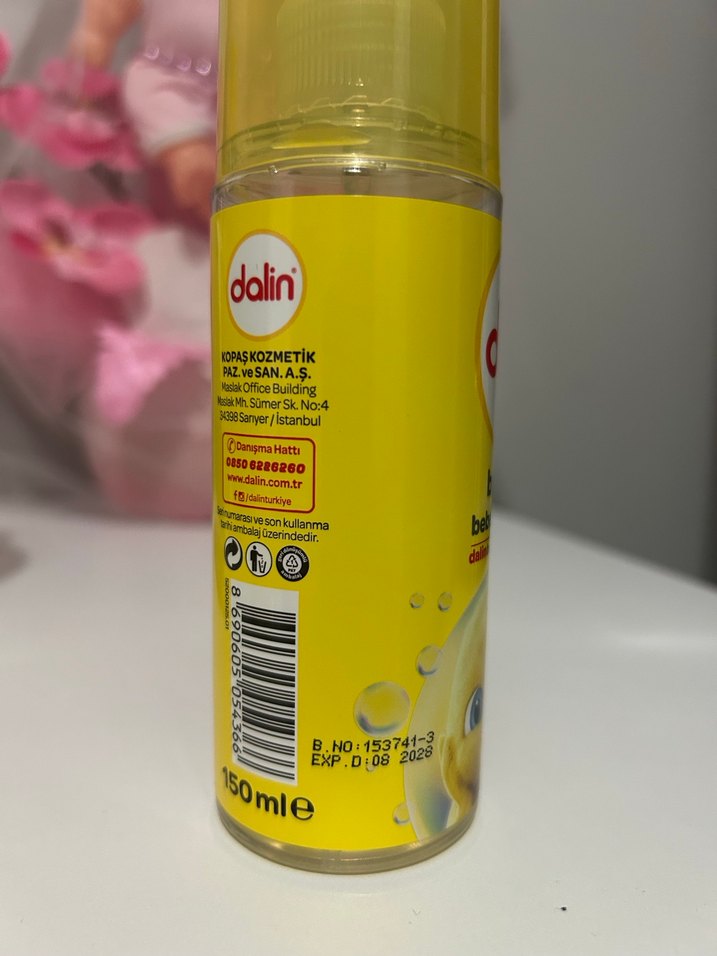 dalin
KOPAŞ KOZMETİK
PAZ. ve SAN. A.Ş.
Maslak Office Building
Maslak Mh. Sümer Sk. No:4
34398 Sarıyer / İstanbul
Danışma Hattı
0850 6226260
www.dalin.com.tr
/dalinturkiye
Seri numarası ve son kullanma
tarihi ambalaj üzerindedir.
8 690605 054366
B.NO:153741-3
EXP.D:08 2028
150 ml e